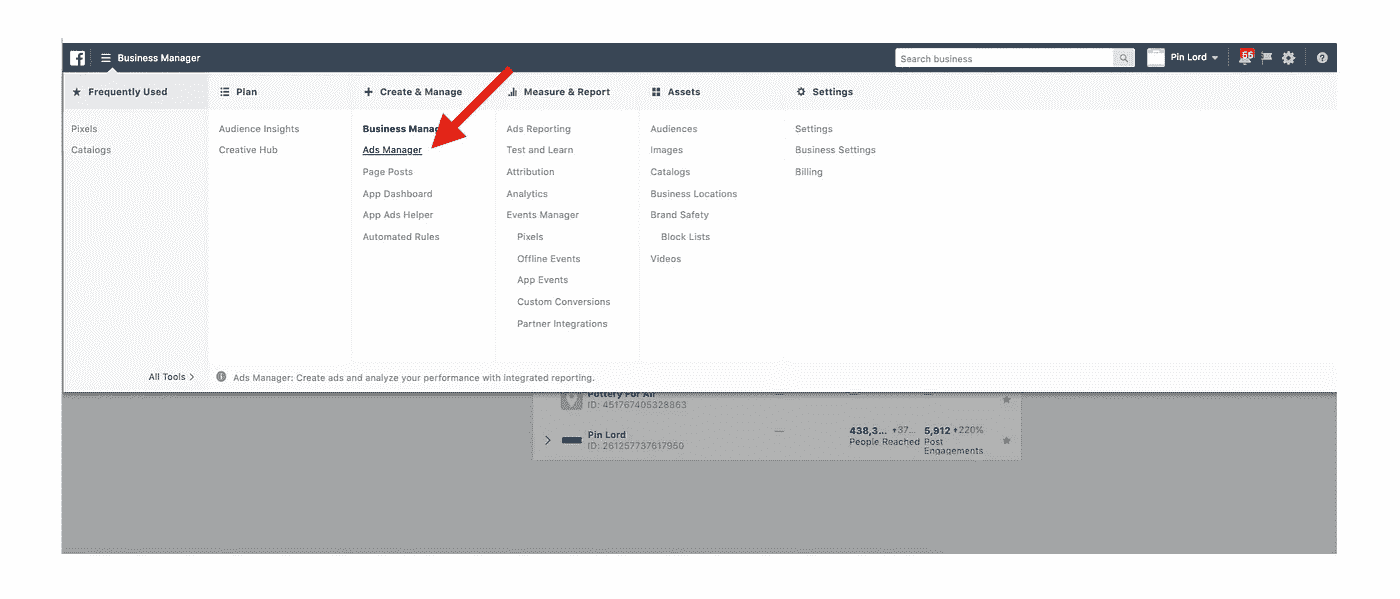 Business Manager
Search business
Pin Lord
56
Frequently Used
Plan
Create & Manage
Measure & Report
Assets
Settings
Pixels
Catalogs
All Tools
Audience Insights
Creative Hub
Business Mana
Ads Manager
Page Posts
App Dashboard
App Ads Helper
Automated Rules
Ads Reporting
Test and Learn
Attribution
Analytics
Events Manager
Pixels
Offline Events
App Events
Custom Conversions
Partner Integrations
Audiences
Images
Catalogs
Business Locations
Brand Safety
Block Lists
Videos
Settings
Business Settings
Billing
Ads Manager: Create ads and analyze your performance with integrated reporting.
Pottery For All
ID: 451767405328863
Pin Lord
ID: 261257737617950
438,3... 37...
People Reached
5,912 220%
Post
Engagements